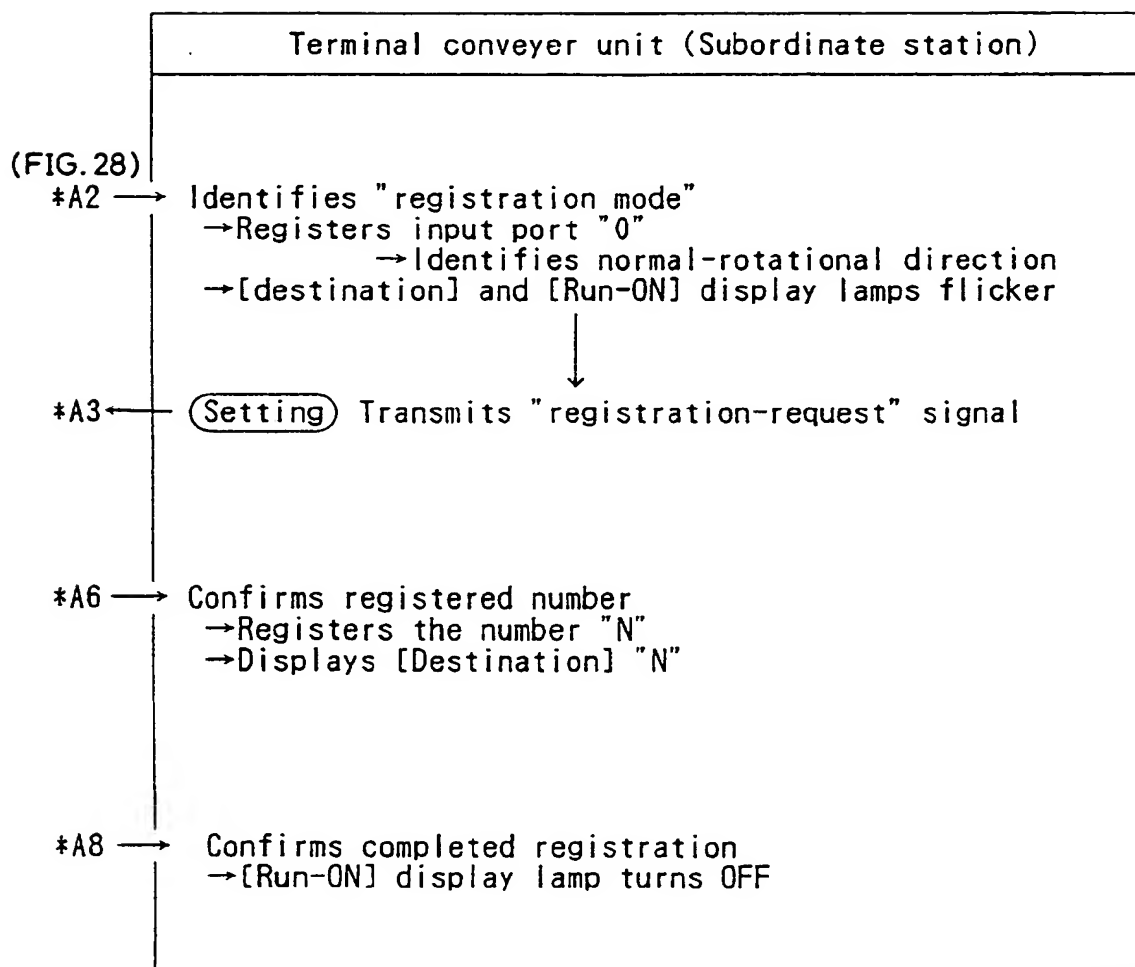 Terminal conveyer unit (Subordinate station)
(FIG. 28)
*A2 → Identifies "registration mode"
→Registers input port "0"
→Identifies normal-rotational direction
→[destination] and [Run-ON] display lamps flicker
*A3← (Setting) Transmits "registration-request" signal
*A6 → Confirms registered number
→Registers the number "N"
→Displays [Destination] "N"
*A8 → Confirms completed registration
→[Run-ON] display lamp turns OFF